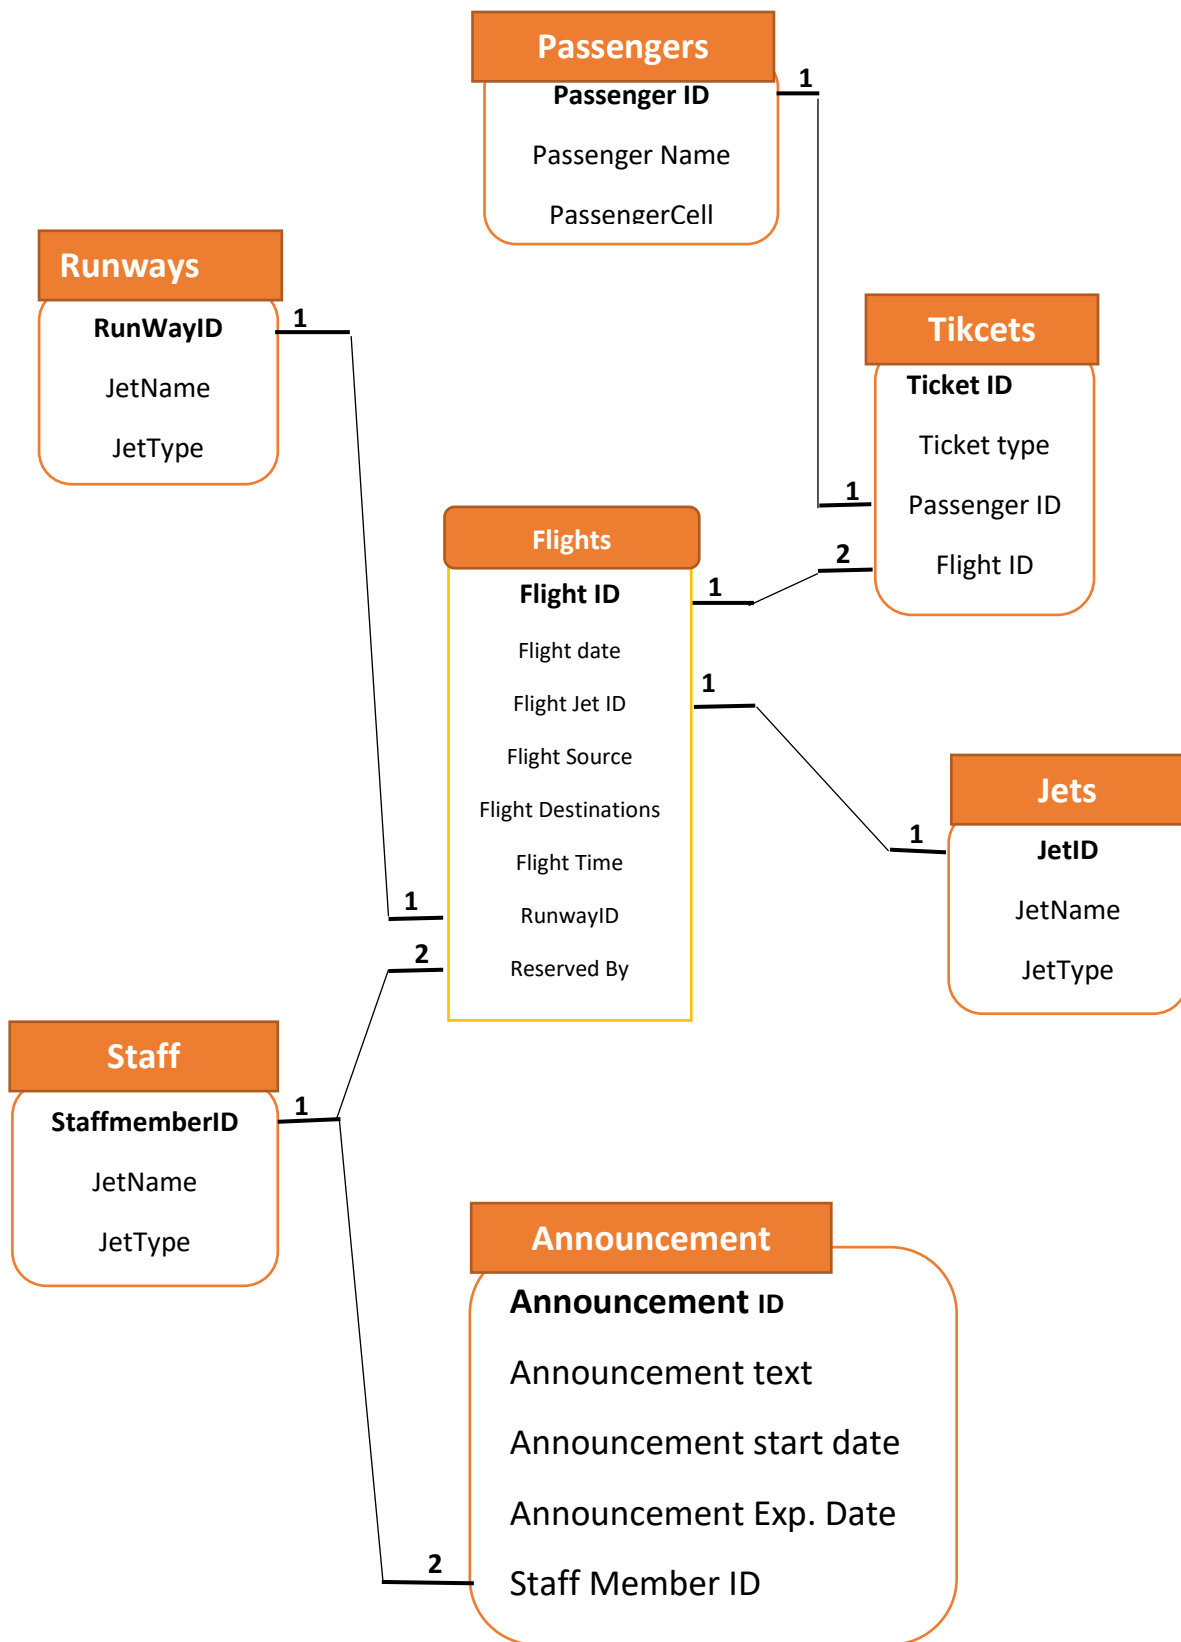 Passengers
Passenger ID
Passenger Name
PassengerCell
1
Runways
RunWayID
JetName
JetType
1
Tikcets
Ticket ID
Ticket type
Passenger ID
Flight ID
1
2
Flights
Flight ID
Flight date
Flight Jet ID
Flight Source
Flight Destinations
Flight Time
RunwayID
Reserved By
1
1
1
2
Jets
JetID
JetName
JetType
1
Staff
StaffmemberID
JetName
JetType
1
Announcement
Announcement ID
Announcement text
Announcement start date
Announcement Exp. Date
Staff Member ID
2